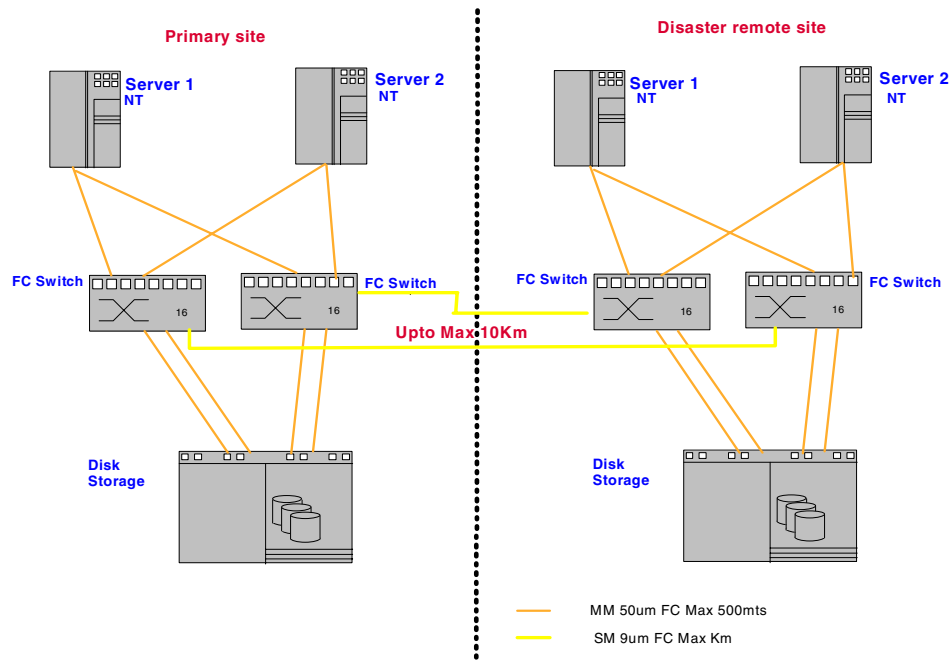 Primary site
Disaster remote site
Server 1
NT
Server 2
NT
Server 1
NT
Server 2
NT
FC Switch
16
16
FC Switch
FC Switch
16
16
FC Switch
Upto Max 10Km
Disk
Storage
Disk
Storage
MM 50um FC Max 500mts
SM 9um FC Max Km